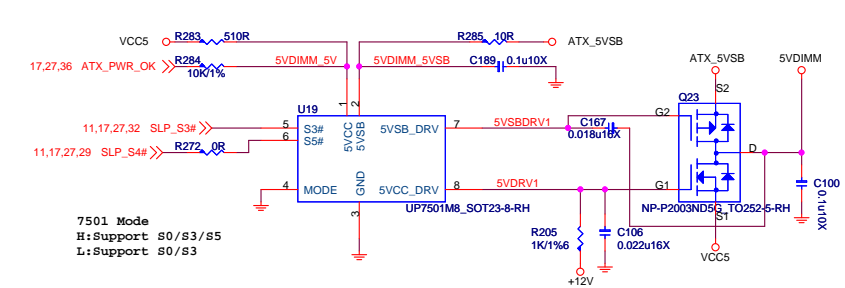 VCC5 R283 510R R285 10R ATX_5VSB ATX_5VSB 5VDIMM
17,27,36 ATX_PWR_OK R284 5VDIMM_5V 5VDIMM_5VSB C189 0.1u10X
10K/1%
U19 1 2 Q23 S2
11,17,27,32 SLP_S3# 5 S3# 5VCC 5VSB 5VSB_DRV 7 5VSBDRV1 C167 G2
0.018u16X
11,17,27,29 SLP_S4# R272 0R 6 S5# D
4 MODE GND 5VCC_DRV 8 5VDRV1 G1 C100
0.1u10X
3 UP7501M8_SOT23-8-RH NP-P2003ND5G_TO252-5-RH
S1
7501 Mode
H:Support S0/S3/S5
L:Support S0/S3
R205 C106
1K/1%6 0.022u16X
+12V VCC5